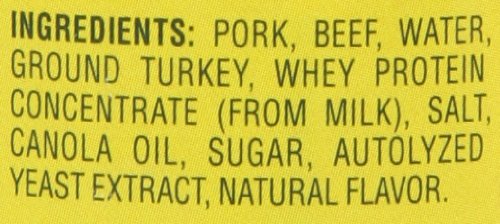 INGREDIENTS: PORK, BEEF, WATER,
GROUND TURKEY, WHEY PROTEIN
CONCENTRATE (FROM MILK), SALT,
CANOLA OIL, SUGAR, AUTOLYZED
YEAST EXTRACT, NATURAL FLAVOR.